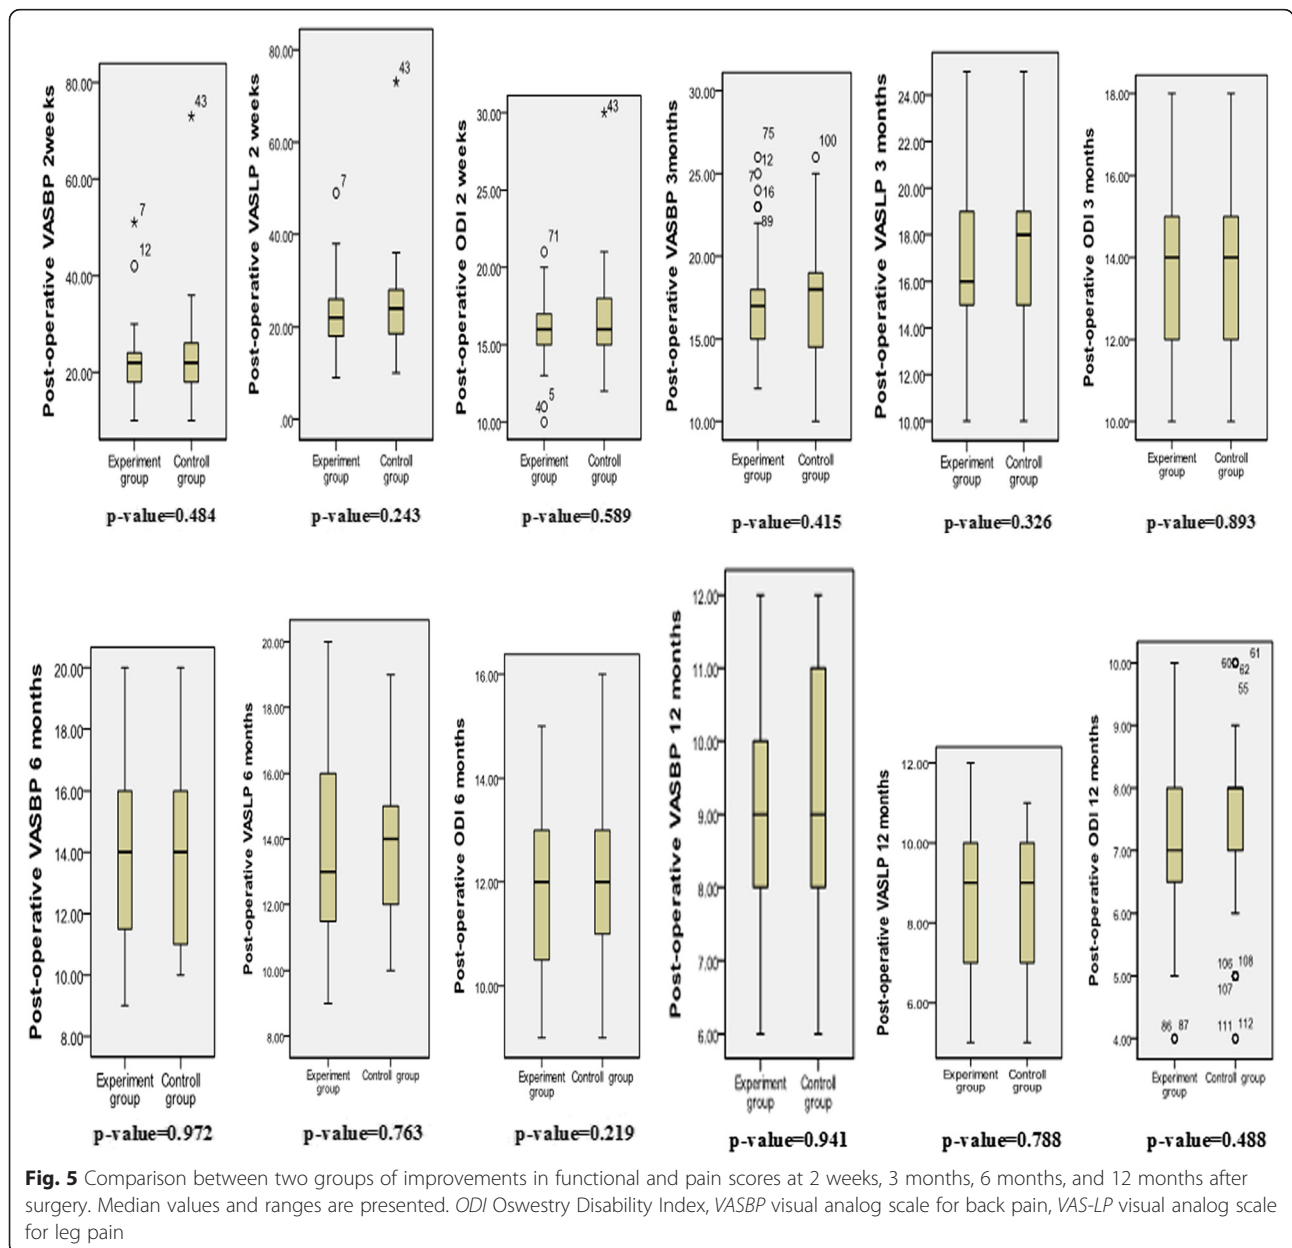 Post-operative VASBP 2weeks
80.00
60.00
40.00
20.00
43
7
12
Experiment group
Controll group
p-value=0.484
Post-operative VASLP 2 weeks
80.00
60.00
40.00
20.00
.00
43
7
Experiment group
Controll group
p-value=0.243
Post-operative ODI 2 weeks
30.00
25.00
20.00
15.00
10.00
43
71
5
40
Experiment group
Controll group
p-value=0.589
Post-operative VASBP 3months
30.00
25.00
20.00
15.00
10.00
75
12
7
16
89
100
Experiment group
Controll group
p-value=0.415
Post-operative VASLP 3 months
24.00
22.00
20.00
18.00
16.00
14.00
12.00
10.00
Experiment group
Controll group
p-value=0.326
Post-operative ODI 3 months
18.00
16.00
14.00
12.00
10.00
Experiment group
Controll group
p-value=0.893
Post-operative VASBP 6 months
20.00
18.00
16.00
14.00
12.00
10.00
8.00
Experiment group
Controll group
p-value=0.972
Post-operative VASLP 6 months
20.00
18.00
16.00
14.00
12.00
10.00
8.00
Experiment group
Controll group
p-value=0.763
Post-operative ODI 6 months
16.00
14.00
12.00
10.00
Experiment group
Controll group
p-value=0.219
Post-operative VASBP 12 months
12.00
11.00
10.00
9.00
8.00
7.00
6.00
Experiment group
Controll group
p-value=0.941
Post-operative VASLP 12 months
12.00
10.00
8.00
6.00
Experiment group
Controll group
p-value=0.788
Post-operative ODI 12 months
10.00
9.00
8.00
7.00
6.00
5.00
4.00
61
60
62
55
106
108
107
86
87
111
112
Experiment group
Controll group
p-value=0.488
Fig. 5 Comparison between two groups of improvements in functional and pain scores at 2 weeks, 3 months, 6 months, and 12 months after
surgery. Median values and ranges are presented. ODI Oswestry Disability Index, VASBP visual analog scale for back pain, VAS-LP visual analog scale
for leg pain